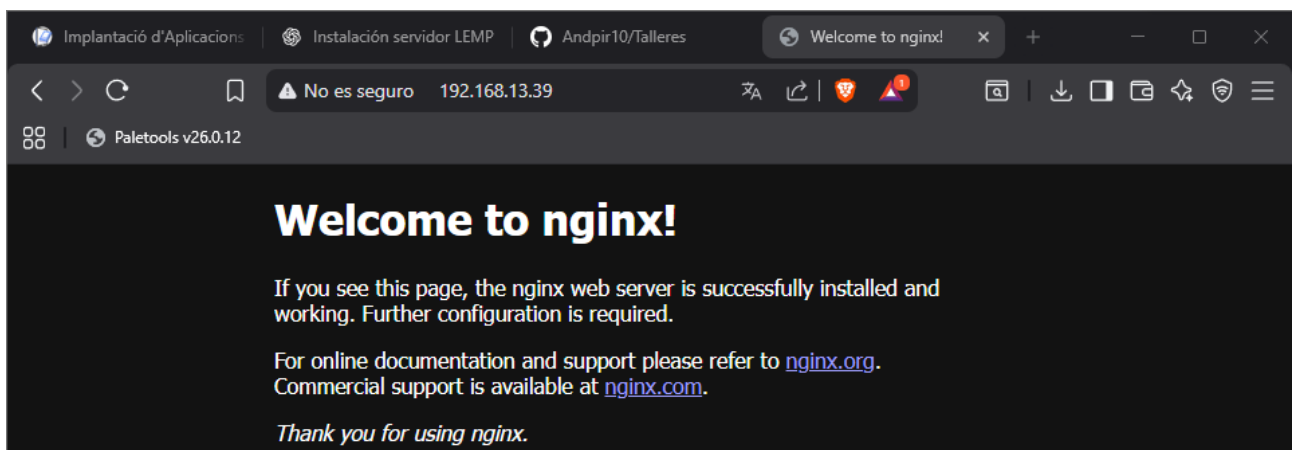 Implantació d'Aplicacions
Instalación servidor LEMP
Andpir10/Talleres
Welcome to nginx!
No es seguro 192.168.13.39
1
Paletools v26.0.12
Welcome to nginx!
If you see this page, the nginx web server is successfully installed and
working. Further configuration is required.
For online documentation and support please refer to nginx.org.
Commercial support is available at nginx.com.
Thank you for using nginx.